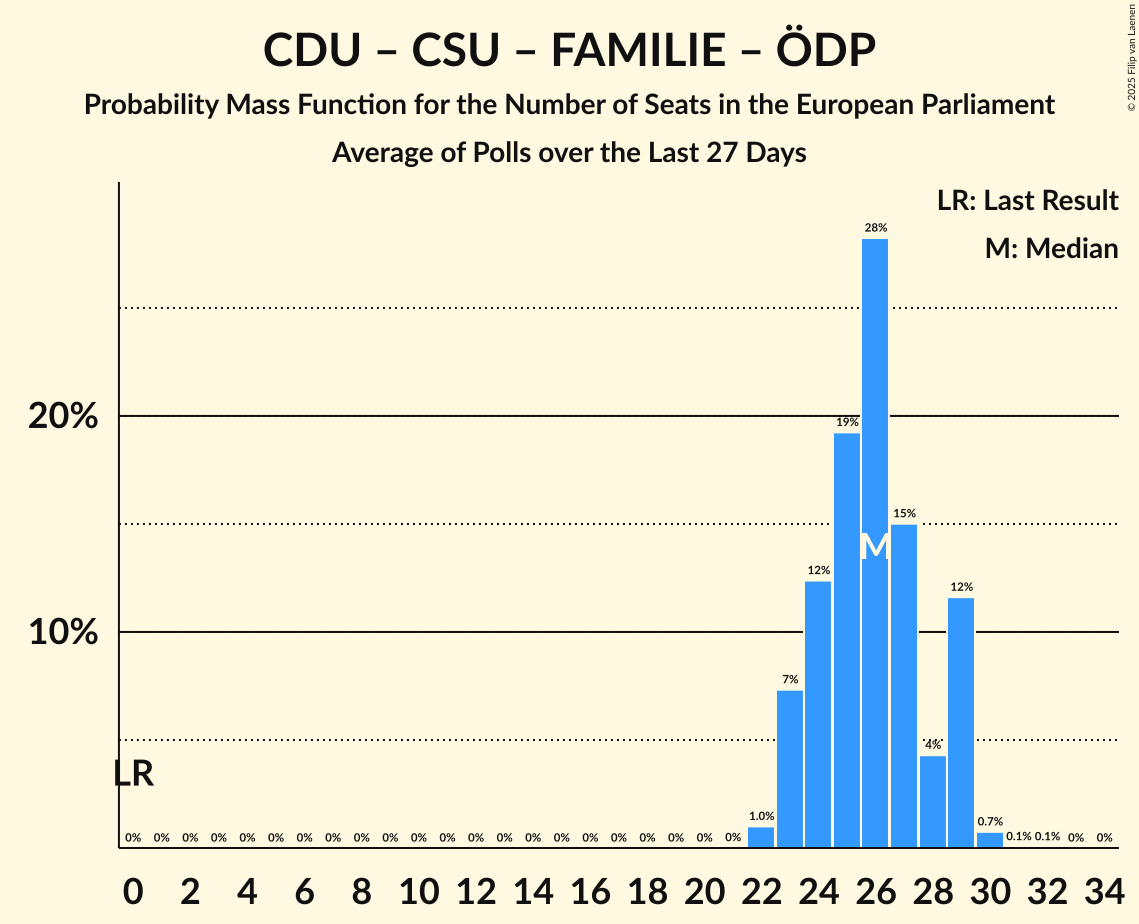 CDU – CSU – FAMILIE – ÖDP
Probability Mass Function for the Number of Seats in the European Parliament
Average of Polls over the Last 27 Days
© 2025 Filip van Laenen
LR: Last Result
M: Median
28%
20%
19%
15%
M
12%
12%
10%
7%
4%
LR
0% 0% 0% 0% 0% 0% 0% 0% 0% 0% 0% 0% 0% 0% 0% 0% 0% 0% 0% 0% 0% 0% 1.0% 0.7% 0.1% 0.1% 0% 0%
0 2 4 6 8 10 12 14 16 18 20 22 24 26 28 30 32 34